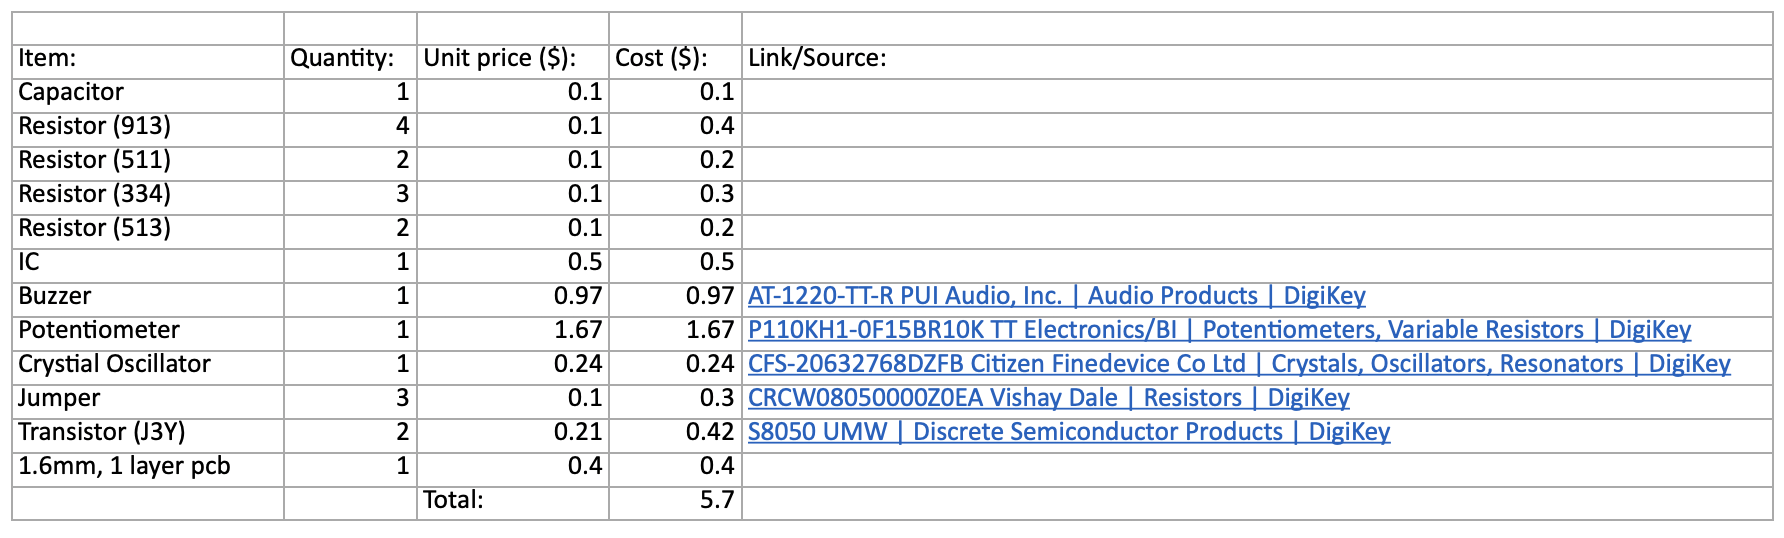 Item: Quantity: Unit price ($): Cost ($): Link/Source:
Capacitor 1 0.1 0.1
Resistor (913) 4 0.1 0.4
Resistor (511) 2 0.1 0.2
Resistor (334) 3 0.1 0.3
Resistor (513) 2 0.1 0.2
IC 1 0.5 0.5
Buzzer 1 0.97 0.97 AT-1220-TT-R PUI Audio, Inc. | Audio Products | DigiKey
Potentiometer 1 1.67 1.67 P110KH1-0F15BR10K TT Electronics/BI | Potentiometers, Variable Resistors | DigiKey
Crystial Oscillator 1 0.24 0.24 CFS-20632768DZFB Citizen Finedevice Co Ltd | Crystals, Oscillators, Resonators | DigiKey
Jumper 3 0.1 0.3 CRCW08050000Z0EA Vishay Dale | Resistors | DigiKey
Transistor (J3Y) 2 0.21 0.42 S8050 UMW | Discrete Semiconductor Products | DigiKey
1.6mm, 1 layer pcb 1 0.4 0.4
Total: 5.7